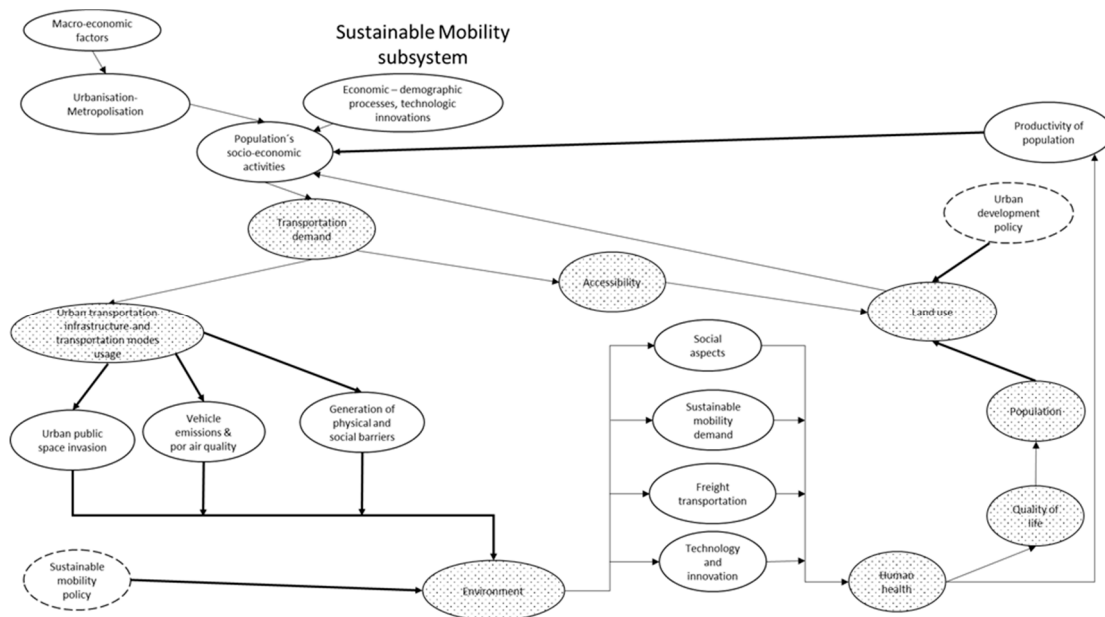 Macro-economic
factors
Sustainable Mobility
subsystem
Urbanisation-
Metropolisation
Economic – demographic
processes, technologic
innovations
Population´s
socio-economic
activities
Productivity of
population
Urban
development
policy
Transportation
demand
Accessibility
Land use
Urban transportation
infrastructure and
transportation modes
usage
Social
aspects
Population
Urban public
space invasion
Vehicle
emissions &
por air quality
Generation of
physical and
social barriers
Sustainable
mobility
demand
Freight
transportation
Quality of
life
Technology
and
innovation
Sustainable
mobility
policy
Environment
Human
health